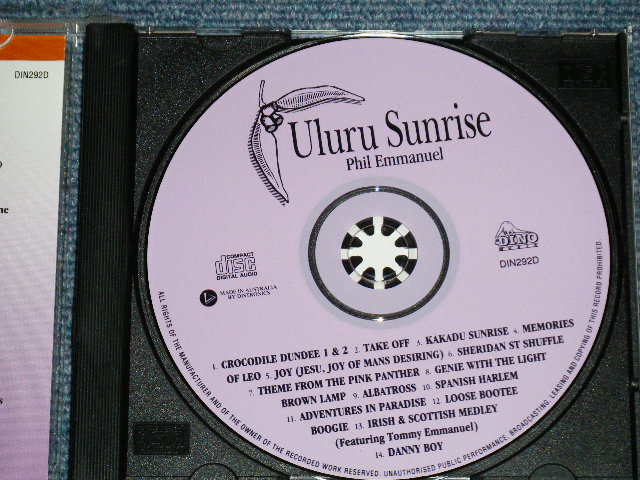 DIN292D
Uluru Sunrise
Phil Emmanuel
COMPACT
disc
DIGITAL AUDIO
DINO
MUSIC
DIN292D
MADE IN AUSTRALIA
BY DISTRONICS
1. CROCODILE DUNDEE 1 & 2 2. TAKE OFF 3. KAKADU SUNRISE 4. MEMORIES
OF LEO 5. JOY (JESU, JOY OF MANS DESIRING) 6. SHERIDAN ST SHUFFLE
7. THEME FROM THE PINK PANTHER 8. GENIE WITH THE LIGHT
BROWN LAMP 9. ALBATROSS 10. SPANISH HARLEM
11. ADVENTURES IN PARADISE 12. LOOSE BOOTEE
BOOGIE 13. IRISH & SCOTTISH MEDLEY
(Featuring Tommy Emmanuel)
14. DANNY BOY
ALL RIGHTS OF THE MANUFACTURER AND OF THE OWNER OF THE RECORDED WORK RESERVED. UNAUTHORISED PUBLIC PERFORMANCE, BROADCASTING, LEASING AND COPYING OF THIS RECORD PROHIBITED.